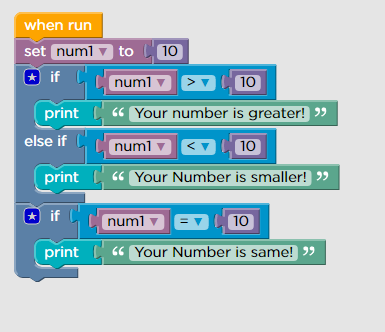 when run
set num1 ▼ to 10
if num1 ▼ > ▼ 10
print “ Your number is greater! ”
else if num1 ▼ < ▼ 10
print “ Your Number is smaller! ”
if num1 ▼ = ▼ 10
print “ Your Number is same! ”